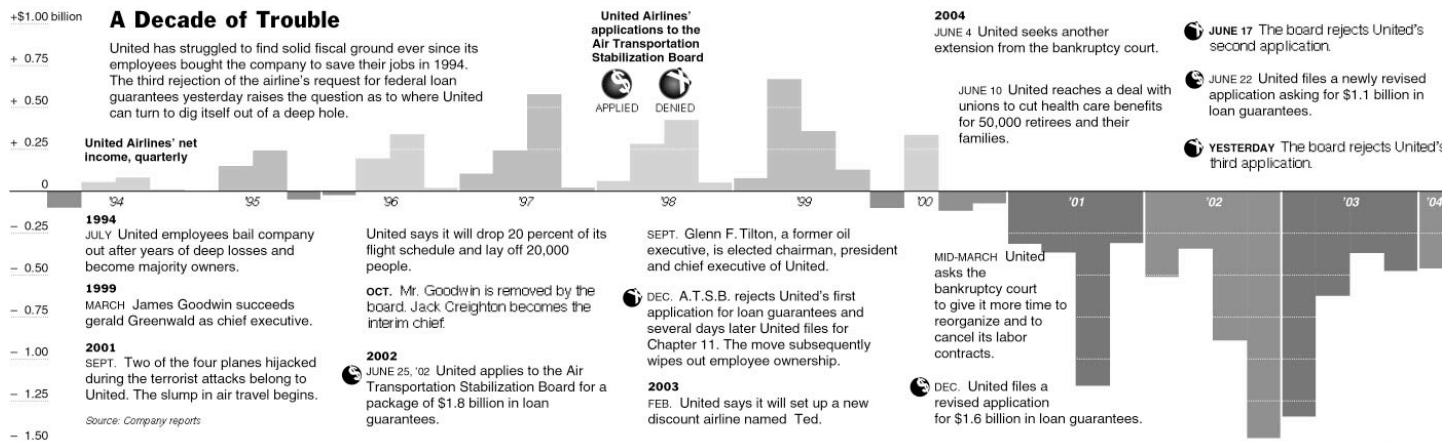 A Decade of Trouble
United has struggled to find solid fiscal ground ever since its
employees bought the company to save their jobs in 1994.
The third rejection of the airline's request for federal loan
guarantees yesterday raises the question as to where United
can turn to dig itself out of a deep hole.
United Airlines' net
income, quarterly
+$1.00 billion
+ 0.75
+ 0.50
+ 0.25
0
– 0.25
– 0.50
– 0.75
– 1.00
– 1.25
– 1.50
United Airlines'
applications to the
Air Transportation
Stabilization Board
$
APPLIED DENIED
'94 '95 '96 '97 '98 '99 '00 '01 '02 '03 '04
1994
JULY United employees bail company
out after years of deep losses and
become majority owners.
1999
MARCH James Goodwin succeeds
gerald Greenwald as chief executive.
2001
SEPT. Two of the four planes hijacked
during the terrorist attacks belong to
United. The slump in air travel begins.
Source: Company reports
United says it will drop 20 percent of its
flight schedule and lay off 20,000
people.
OCT. Mr. Goodwin is removed by the
board. Jack Creighton becomes the
interim chief.
2002
$ JUNE 25, '02 United applies to the Air
Transportation Stabilization Board for a
package of $1.8 billion in loan
guarantees.
SEPT. Glenn F. Tilton, a former oil
executive, is elected chairman, president
and chief executive of United.
DEC. A.T.S.B. rejects United's first
application for loan guarantees and
several days later United files for
Chapter 11. The move subsequently
wipes out employee ownership.
2003
FEB. United says it will set up a new
discount airline named Ted.
MID-MARCH United
asks the
bankruptcy court
to give it more time to
reorganize and to
cancel its labor
contracts.
$ DEC. United files a
revised application
for $1.6 billion in loan guarantees.
2004
JUNE 4 United seeks another
extension from the bankruptcy court.
JUNE 10 United reaches a deal with
unions to cut health care benefits
for 50,000 retirees and their
families.
JUNE 17 The board rejects United's
second application.
$ JUNE 22 United files a newly revised
application asking for $1.1 billion in
loan guarantees.
YESTERDAY The board rejects United's
third application.